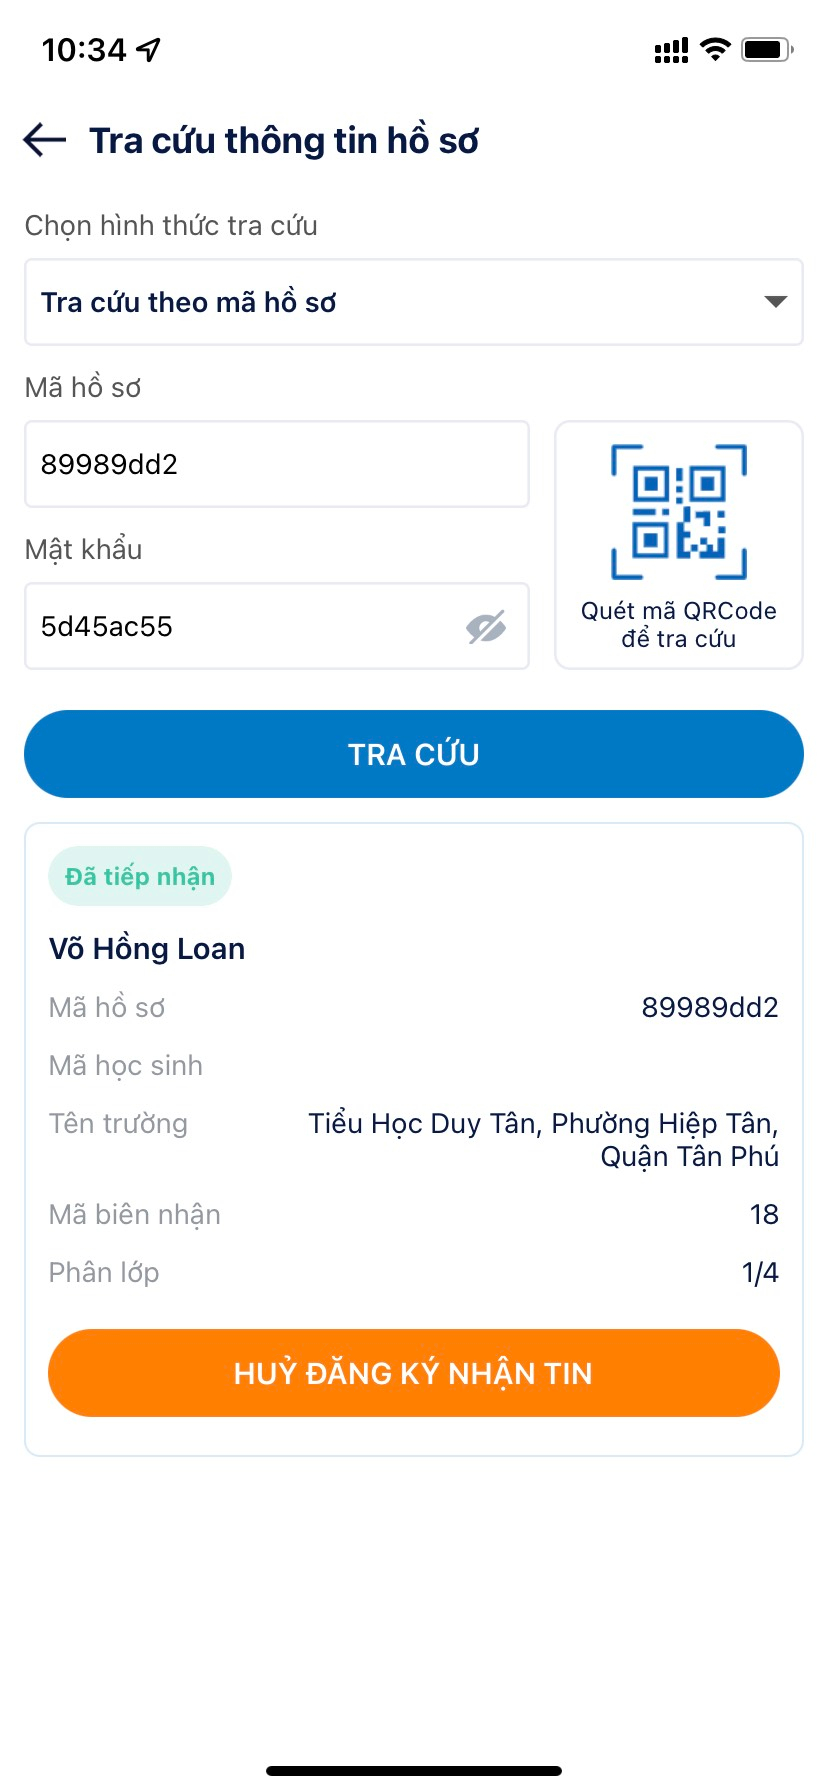 10:34
Tra cứu thông tin hồ sơ
Chọn hình thức tra cứu
Tra cứu theo mã hồ sơ
Mã hồ sơ
89989dd2
Mật khẩu
5d45ac55
Quét mã QRCode
để tra cứu
TRA CỨU
Đã tiếp nhận
Võ Hồng Loan
Mã hồ sơ 89989dd2
Mã học sinh
Tên trường Tiểu Học Duy Tân, Phường Hiệp Tân,
Quận Tân Phú
Mã biên nhận 18
Phân lớp 1/4
HUỶ ĐĂNG KÝ NHẬN TIN